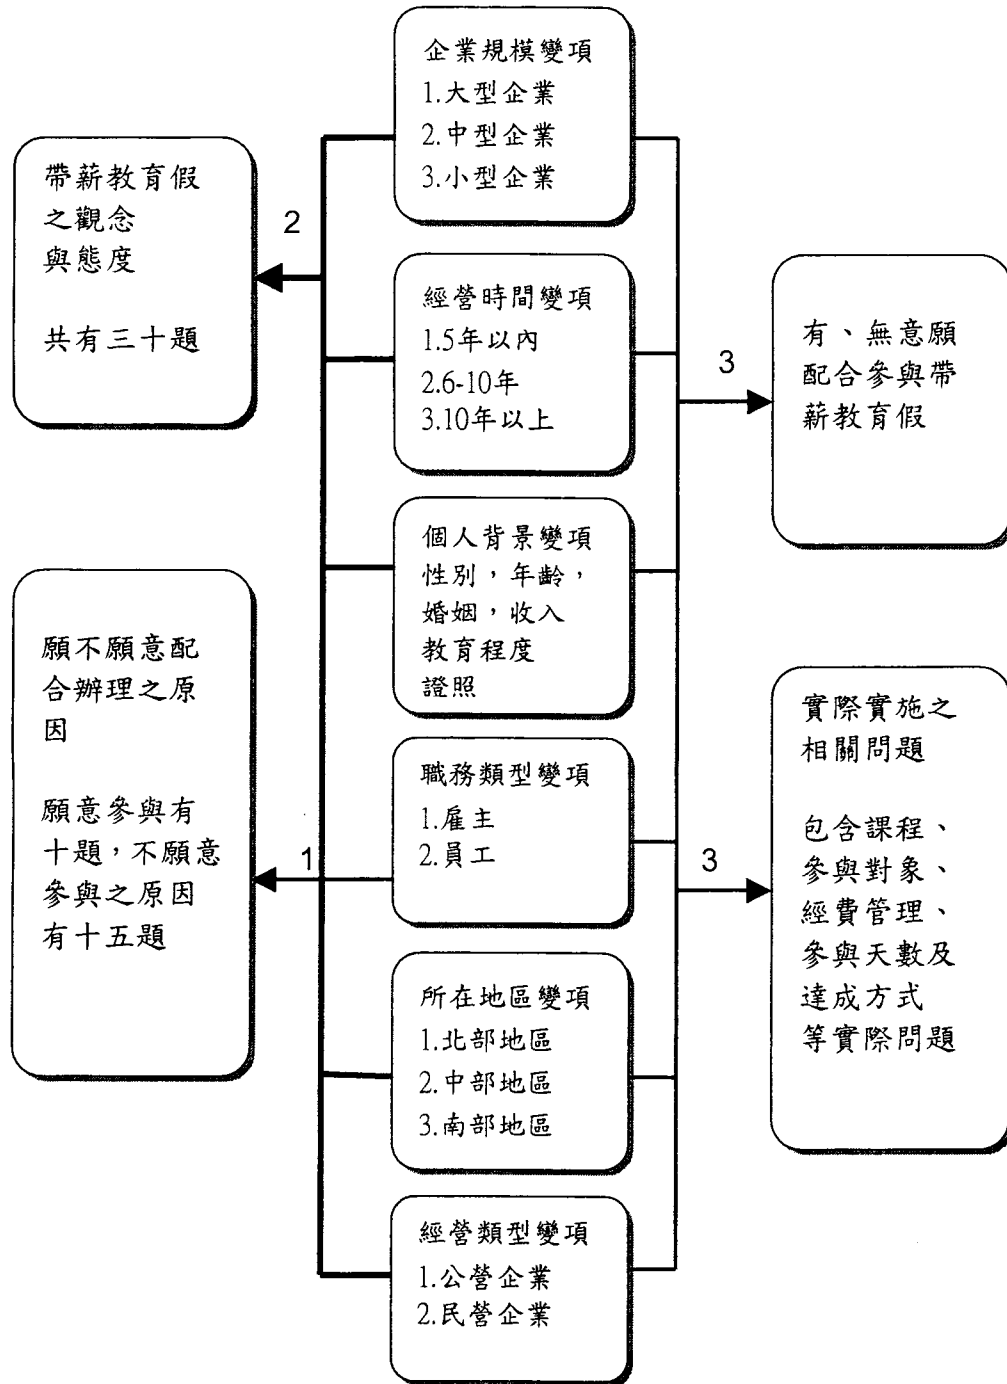 企業規模變項
1.大型企業
2.中型企業
3.小型企業
帶薪教育假
之觀念
與態度
共有三十題
2
經營時間變項
1.5年以內
2.6-10年
3.10年以上
3
有、無意願
配合參與帶
薪教育假
個人背景變項
性別，年齡，
婚姻，收入
教育程度
證照
願不願意配
合辦理之原
因
願意參與有
十題，不願意
參與之原因
有十五題
1
職務類型變項
1.雇主
2.員工
3
實際實施之
相關問題
包含課程、
參與對象、
經費管理、
參與天數及
達成方式
等實際問題
所在地區變項
1.北部地區
2.中部地區
3.南部地區
經營類型變項
1.公營企業
2.民營企業